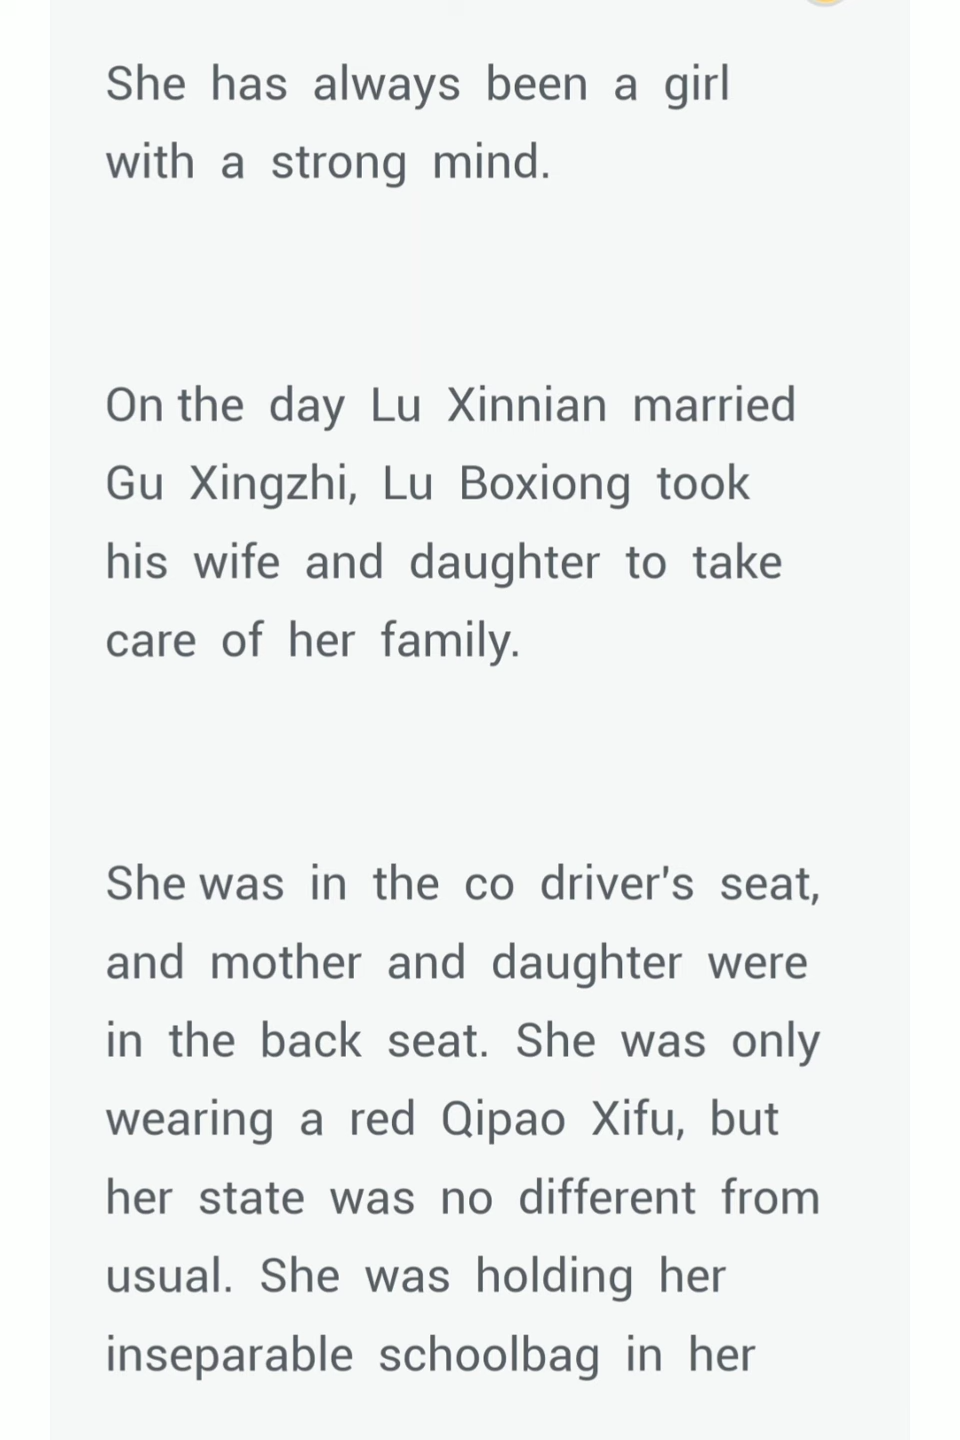 She has always been a girl
with a strong mind.
On the day Lu Xinnian married
Gu Xingzhi, Lu Boxiong took
his wife and daughter to take
care of her family.
She was in the co driver's seat,
and mother and daughter were
in the back seat. She was only
wearing a red Qipao Xifu, but
her state was no different from
usual. She was holding her
inseparable schoolbag in her